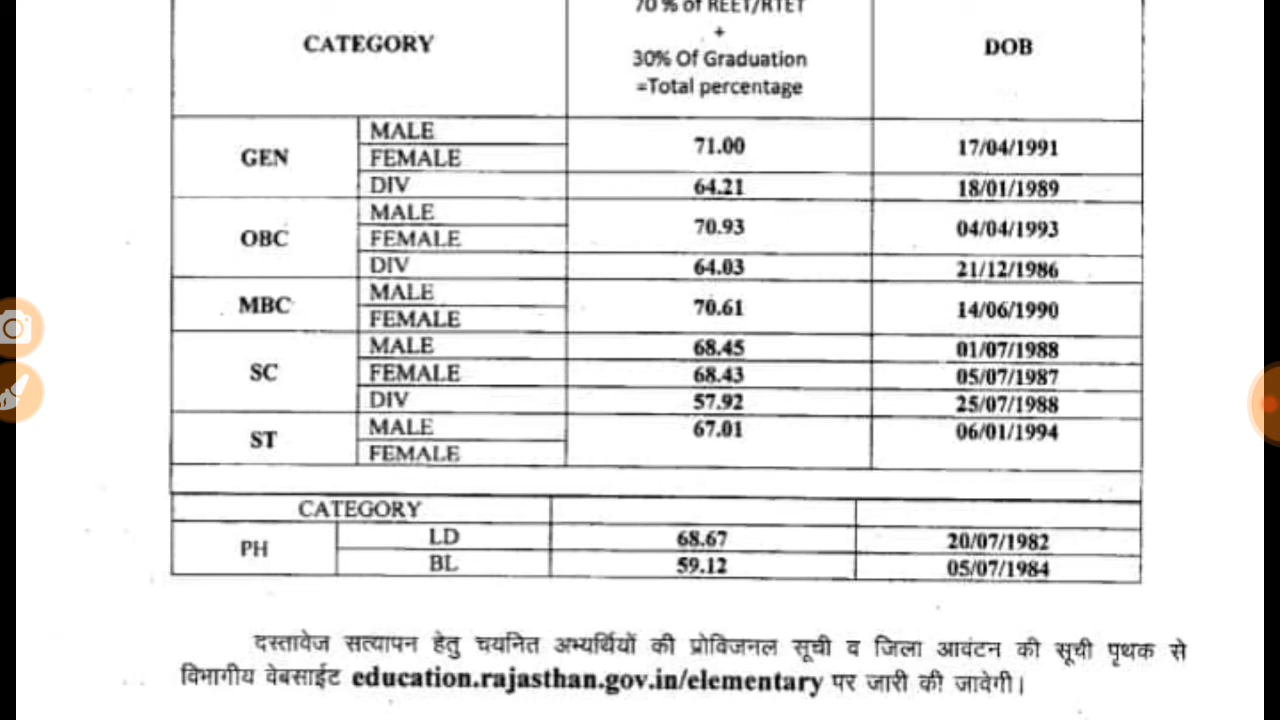 70 % of REET/RTET
+
30% Of Graduation
=Total percentage
CATEGORY
DOB
GEN
MALE
FEMALE
71.00
17/04/1991
DIV
64.21
18/01/1989
OBC
MALE
FEMALE
70.93
04/04/1993
DIV
64.03
21/12/1986
MBC
MALE
FEMALE
70.61
14/06/1990
SC
MALE
68.45
01/07/1988
FEMALE
68.43
05/07/1987
DIV
57.92
25/07/1988
ST
MALE
67.01
06/01/1994
FEMALE
CATEGORY
PH
LD
68.67
20/07/1982
BL
59.12
05/07/1984
दस्तावेज सत्यापन हेतु चयनित अभ्यर्थियों की प्रोविजनल सूची व जिला आवंटन की सूची पृथक से
विभागीय वेबसाईट education.rajasthan.gov.in/elementary पर जारी की जावेगी।